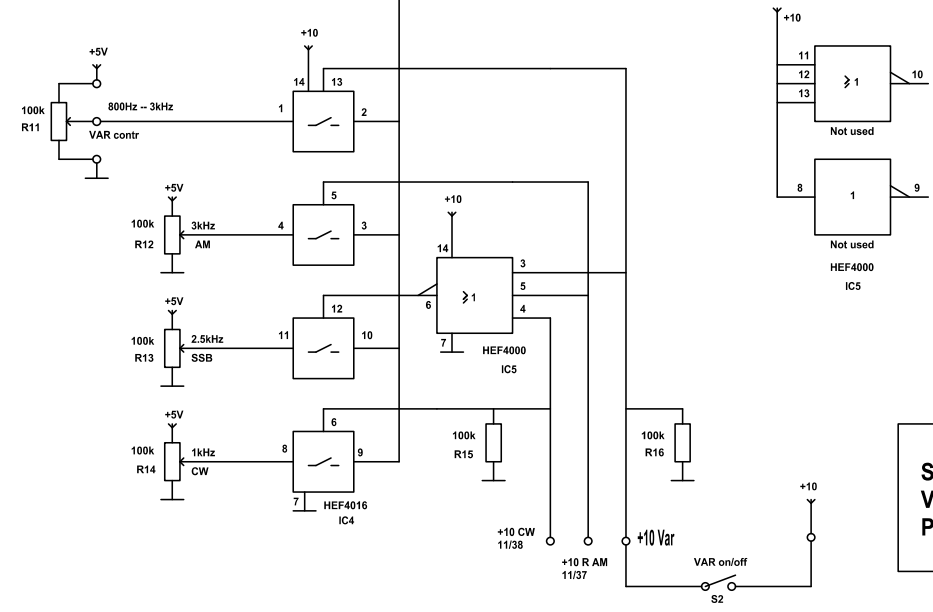 +10
+10
+5V
14
13
11
10
12
≥ 1
13
1
800Hz -- 3kHz
2
100k
R11
VAR contr
Not used
+5V
5
+10
8
1
9
100k
3kHz
4
3
R12
AM
Not used
14
HEF4000
IC5
3
5
≥ 1
6
4
+5V
12
100k
2.5kHz
11
10
R13
SSB
7
HEF4000
IC5
+5V
6
100k
1kHz
8
9
R14
CW
100k
R15
100k
R16
7
HEF4016
IC4
S
V
P
+10
+10 CW
11/38
+10 Var
+10 R AM
11/37
VAR on/off
S2